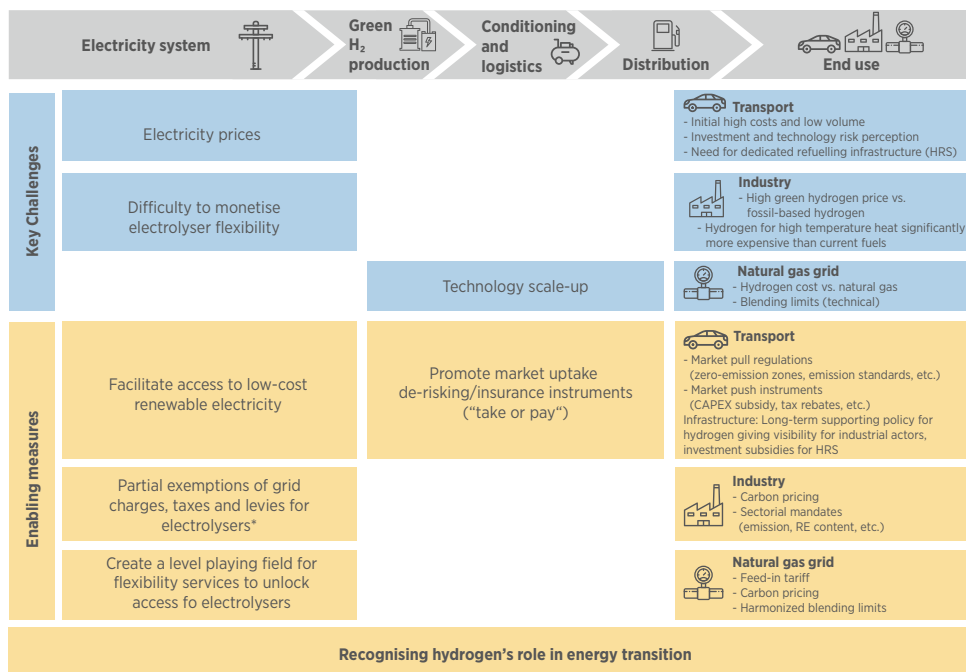 Electricity system
Green
H₂
production
Conditioning
and
logistics
Distribution
End use
Key Challenges
Electricity prices
Difficulty to monetise
electrolyser flexibility
Technology scale-up
Transport
- Initial high costs and low volume
- Investment and technology risk perception
- Need for dedicated refuelling infrastructure (HRS)
Industry
- High green hydrogen price vs.
fossil-based hydrogen
- Hydrogen for high temperature heat significantly
more expensive than current fuels
Natural gas grid
- Hydrogen cost vs. natural gas
- Blending limits (technical)
Enabling measures
Facilitate access to low-cost
renewable electricity
Partial exemptions of grid
charges, taxes and levies for
electrolysers*
Create a level playing field for
flexibility services to unlock
access fo electrolysers
Promote market uptake
de-risking/insurance instruments
(“take or pay“)
Transport
- Market pull regulations
(zero-emission zones, emission standards, etc.)
- Market push instruments
(CAPEX subsidy, tax rebates, etc.)
Infrastructure: Long-term supporting policy for
hydrogen giving visibility for industrial actors,
investment subsidies for HRS
Industry
- Carbon pricing
- Sectorial mandates
(emission, RE content, etc.)
Natural gas grid
- Feed-in tariff
- Carbon pricing
- Harmonized blending limits
Recognising hydrogen’s role in energy transition